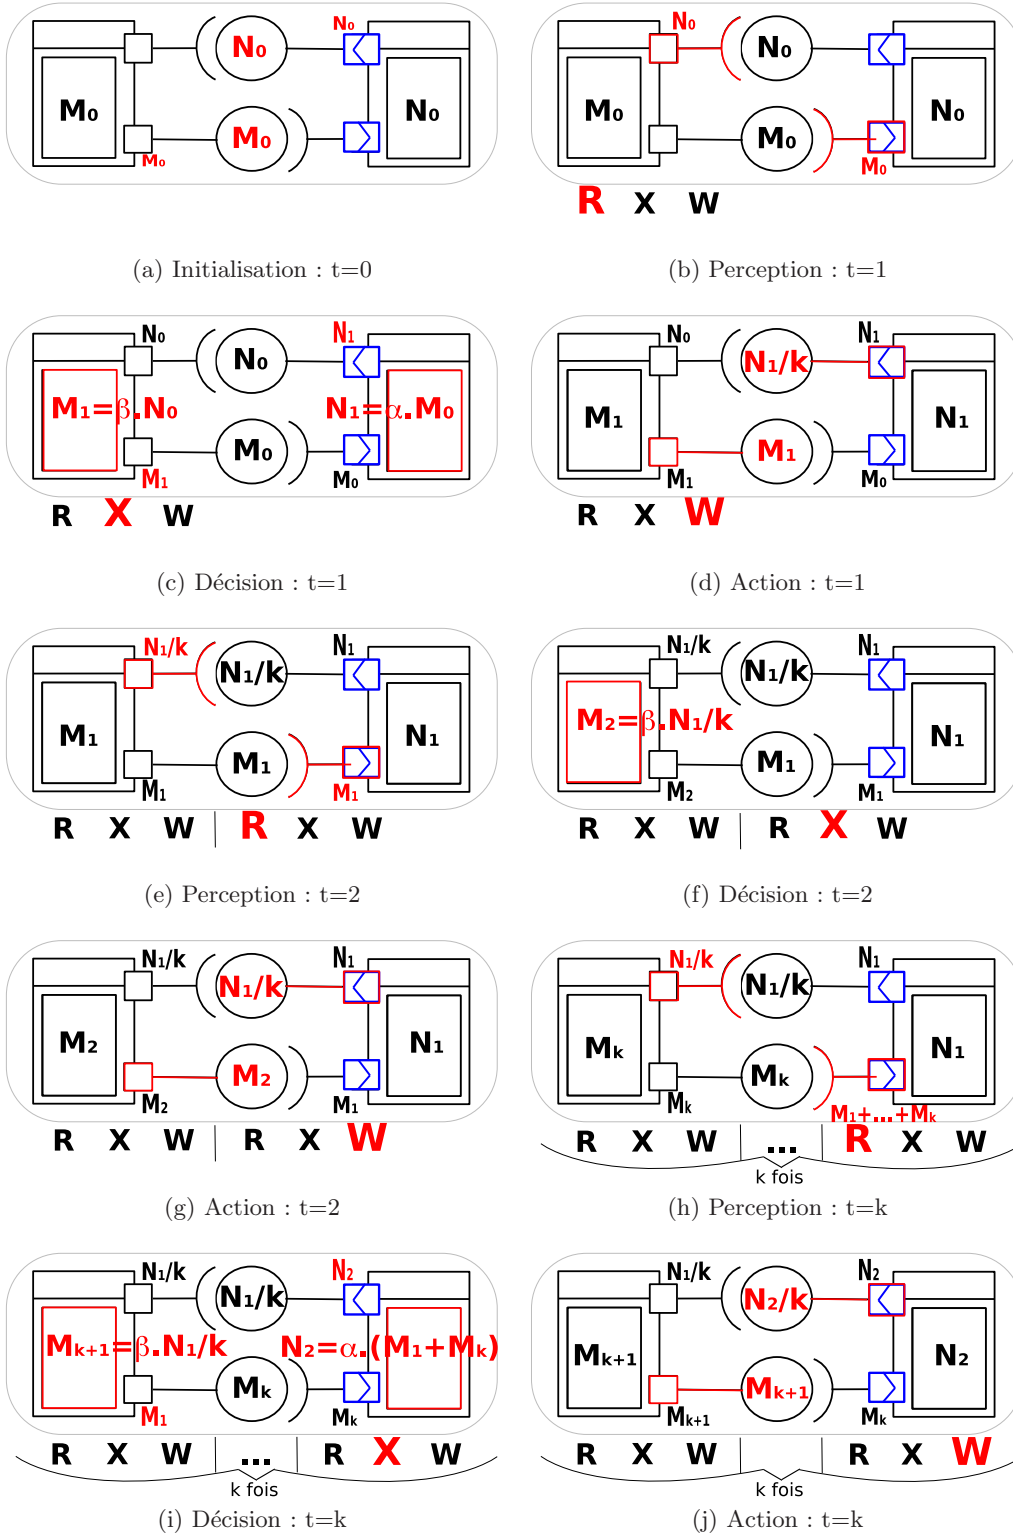 N₀ N₀ N₀
M₀ N₀
M₀ M₀
(a) Initialisation : t=0
N₀ N₀
M₀ N₀
M₀ M₀
R X W
(b) Perception : t=1
N₀ N₀ N₁
M₁=β.N₀ N₁=α.M₀
M₁ M₀ M₀
R X W
(c) Décision : t=1
N₀ N₁/k N₁
M₁ N₁
M₁ M₁ M₀
R X W
(d) Action : t=1
N₁/k N₁/k N₁
M₁ N₁
M₁ M₁ M₁
R X W R X W
(e) Perception : t=2
N₁/k N₁/k N₁
M₂=β.N₁/k N₁
M₂ M₁ M₁
R X W R X W
(f) Décision : t=2
N₁/k N₁/k N₁
M₂ N₁
M₂ M₂ M₁
R X W R X W
(g) Action : t=2
N₁/k N₁/k N₁
Mₖ N₁
Mₖ Mₖ M₁+...+Mₖ
R X W ... R X W
k fois
(h) Perception : t=k
N₁/k N₁/k N₂
Mₖ₊₁=β.N₁/k N₂=α.(M₁+Mₖ)
M₁ Mₖ Mₖ
R X W ... R X W
k fois
(i) Décision : t=k
N₁/k N₂/k N₂
Mₖ₊₁ N₂
Mₖ₊₁ Mₖ₊₁ Mₖ
R X W R X W
k fois
(j) Action : t=k